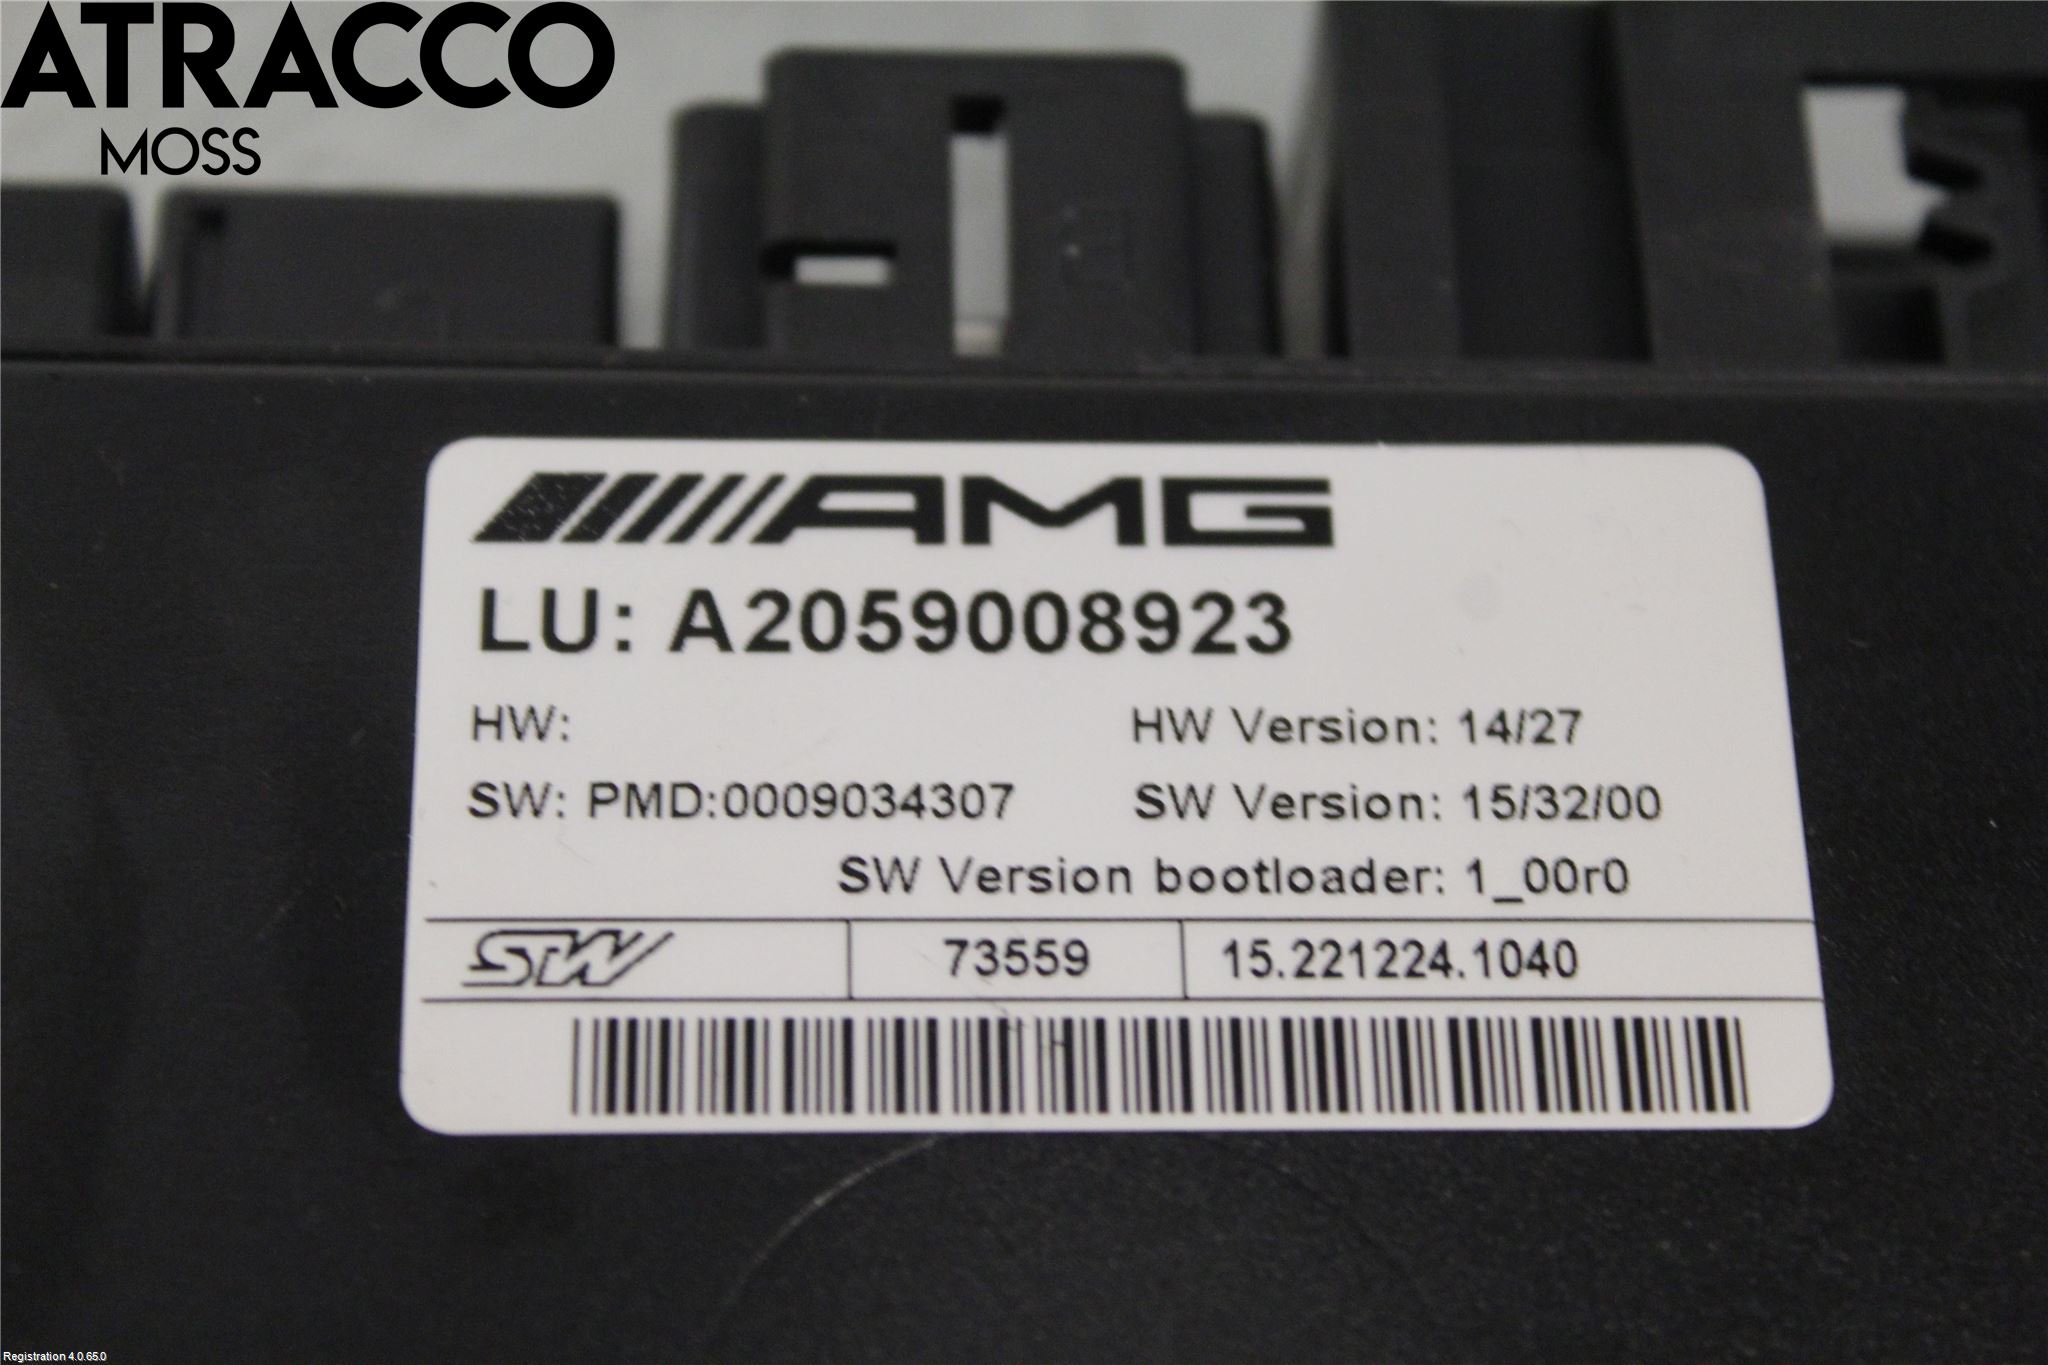 ATRACCO
MOSS
AMG
LU: A2059008923
HW:
HW Version: 14/27
SW: PMD:0009034307
SW Version: 15/32/00
SW Version bootloader: 1_00r0
SW
73559
15.221224.1040
Registration 4.0.65.0